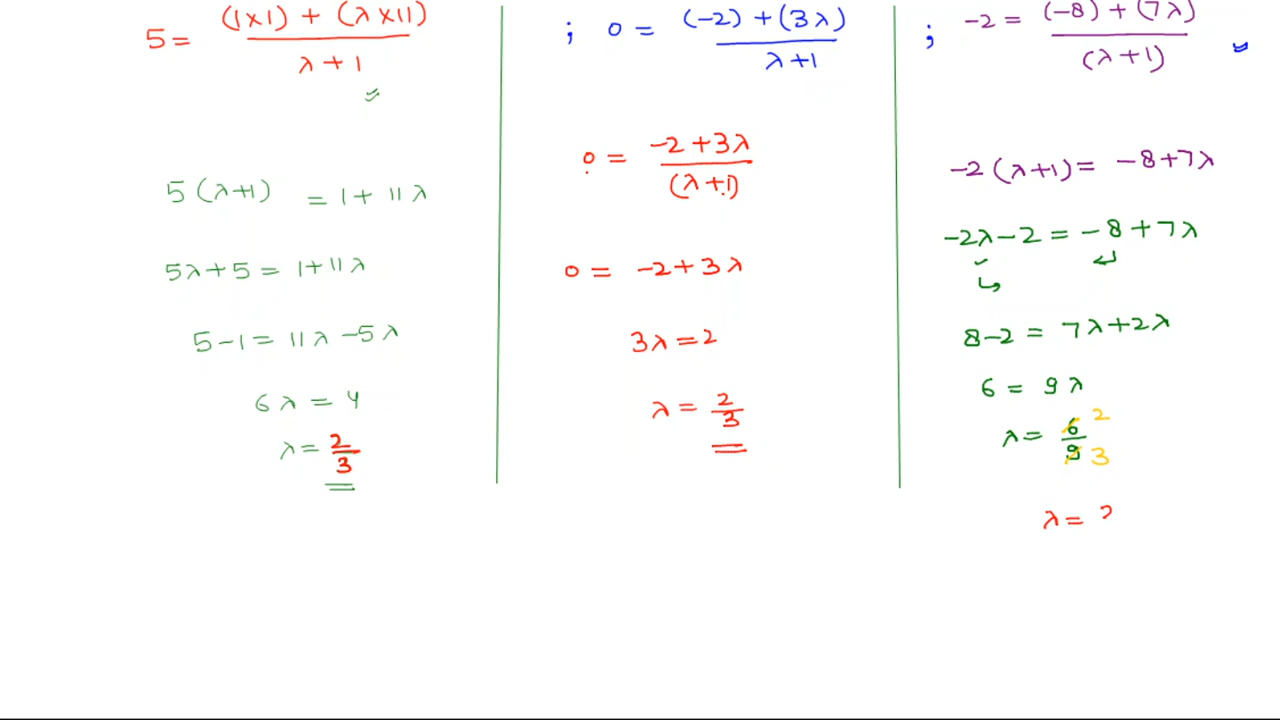 5 = ((1×1) + (λ×11))/(λ+1)
5(λ+1) = 1+11λ
5λ+5 = 1+11λ
5-1 = 11λ-5λ
6λ = 4
λ = 2/3
; 0 = ((-2)+(3λ))/(λ+1)
0 = (-2+3λ)/(λ+1)
0 = -2+3λ
3λ = 2
λ = 2/3
; -2 = ((-8)+(7λ))/(λ+1)
-2(λ+1) = -8+7λ
-2λ-2 = -8+7λ
8-2 = 7λ+2λ
6 = 9λ
λ = 6/9 2 3
λ = 2